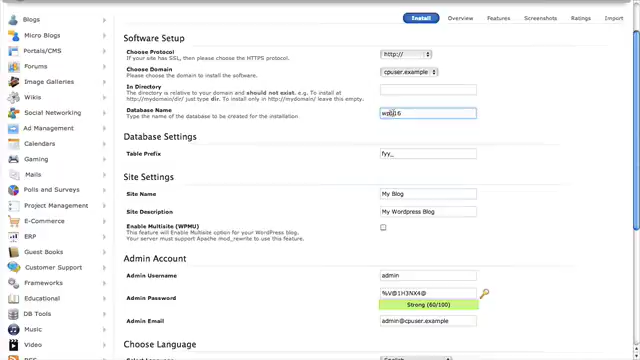 Blogs
Micro Blogs
Portals/CMS
Forums
Image Galleries
Wikis
Social Networking
Ad Management
Calendars
Gaming
Mails
Polls and Surveys
Project Management
E-Commerce
ERP
Guest Books
Customer Support
Frameworks
Educational
DB Tools
Music
Video
RSS
Install Overview Features Screenshots Ratings Import
Software Setup
Choose Protocol
If your site has SSL, then please choose the HTTPS protocol.
http://
Choose Domain
Please choose the domain to install the software.
cpuser.example
In Directory
The directory is relative to your domain and should not exist. e.g. To install at
http://mydomain/dir/ just type dir. To install only in http://mydomain/ leave this empty.
Database Name
Type the name of the database to be created for the installation
Database Settings
Table Prefix
fyy_
Site Settings
Site Name
My Blog
Site Description
My Wordpress Blog
Enable Multisite (WPMU)
This feature will Enable Multisite option for your WordPress blog.
Your server must support Apache mod_rewrite to use this feature.
Admin Account
Admin Username
admin
Admin Password
%V@1H3NX4@
Strong (60/100)
Admin Email
admin@cpuser.example
Choose Language
Select Language
English